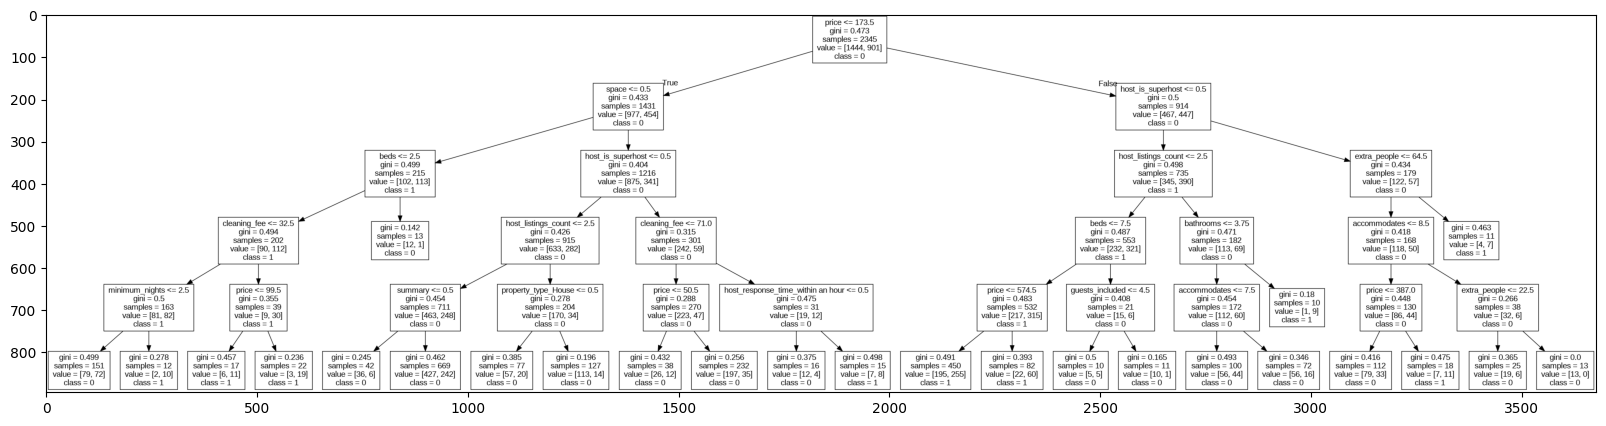 0
100
200
300
400
500
600
700
800
price <= 173.5
gini = 0.473
samples = 2345
value = [1444, 901]
class = 0
True
False
space <= 0.5
gini = 0.433
samples = 1431
value = [977, 454]
class = 0
host_is_superhost <= 0.5
gini = 0.5
samples = 914
value = [467, 447]
class = 0
beds <= 2.5
gini = 0.499
samples = 215
value = [102, 113]
class = 1
host_is_superhost <= 0.5
gini = 0.404
samples = 1216
value = [875, 341]
class = 0
host_listings_count <= 2.5
gini = 0.498
samples = 735
value = [345, 390]
class = 1
extra_people <= 64.5
gini = 0.434
samples = 179
value = [122, 57]
class = 0
cleaning_fee <= 32.5
gini = 0.494
samples = 202
value = [90, 112]
class = 1
gini = 0.142
samples = 13
value = [12, 1]
class = 0
host_listings_count <= 2.5
gini = 0.426
samples = 915
value = [633, 282]
class = 0
cleaning_fee <= 71.0
gini = 0.315
samples = 301
value = [242, 59]
class = 0
beds <= 7.5
gini = 0.487
samples = 553
value = [232, 321]
class = 1
bathrooms <= 3.75
gini = 0.471
samples = 182
value = [113, 69]
class = 0
accommodates <= 8.5
gini = 0.418
samples = 168
value = [118, 50]
class = 0
gini = 0.463
samples = 11
value = [4, 7]
class = 1
minimum_nights <= 2.5
gini = 0.5
samples = 163
value = [81, 82]
class = 1
price <= 99.5
gini = 0.355
samples = 39
value = [9, 30]
class = 1
summary <= 0.5
gini = 0.454
samples = 711
value = [463, 248]
class = 0
property_type_House <= 0.5
gini = 0.278
samples = 204
value = [170, 34]
class = 0
price <= 50.5
gini = 0.288
samples = 270
value = [223, 47]
class = 0
host_response_time_within an hour <= 0.5
gini = 0.475
samples = 31
value = [19, 12]
class = 0
price <= 574.5
gini = 0.483
samples = 532
value = [217, 315]
class = 1
guests_included <= 4.5
gini = 0.408
samples = 21
value = [15, 6]
class = 0
accommodates <= 7.5
gini = 0.454
samples = 172
value = [112, 60]
class = 0
gini = 0.18
samples = 10
value = [1, 9]
class = 1
price <= 387.0
gini = 0.448
samples = 130
value = [86, 44]
class = 0
extra_people <= 22.5
gini = 0.266
samples = 38
value = [32, 6]
class = 0
gini = 0.499
samples = 151
value = [79, 72]
class = 0
gini = 0.278
samples = 12
value = [2, 10]
class = 1
gini = 0.457
samples = 17
value = [6, 11]
class = 1
gini = 0.236
samples = 22
value = [3, 19]
class = 1
gini = 0.245
samples = 42
value = [36, 6]
class = 0
gini = 0.462
samples = 669
value = [427, 242]
class = 0
gini = 0.385
samples = 77
value = [57, 20]
class = 0
gini = 0.196
samples = 127
value = [113, 14]
class = 0
gini = 0.432
samples = 38
value = [26, 12]
class = 0
gini = 0.256
samples = 232
value = [197, 35]
class = 0
gini = 0.375
samples = 16
value = [12, 4]
class = 0
gini = 0.498
samples = 15
value = [7, 8]
class = 1
gini = 0.491
samples = 450
value = [195, 255]
class = 1
gini = 0.393
samples = 82
value = [22, 60]
class = 1
gini = 0.5
samples = 10
value = [5, 5]
class = 0
gini = 0.165
samples = 11
value = [10, 1]
class = 0
gini = 0.493
samples = 100
value = [56, 44]
class = 0
gini = 0.346
samples = 72
value = [56, 16]
class = 0
gini = 0.416
samples = 112
value = [79, 33]
class = 0
gini = 0.475
samples = 18
value = [7, 11]
class = 1
gini = 0.365
samples = 25
value = [19, 6]
class = 0
gini = 0.0
samples = 13
value = [13, 0]
class = 0
0
500
1000
1500
2000
2500
3000
3500